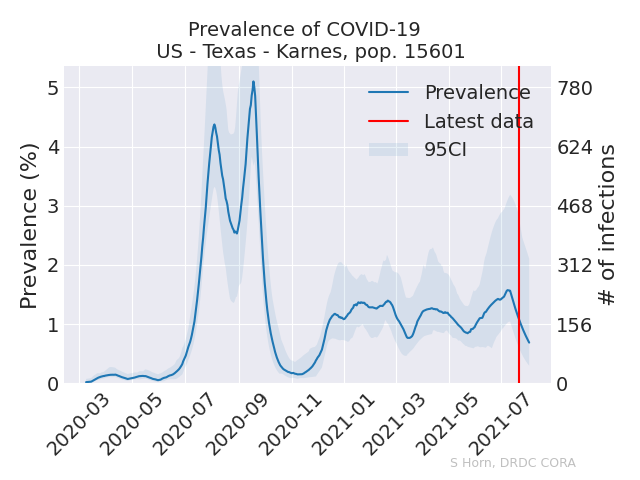 Prevalence of COVID-19
US - Texas - Karnes, pop. 15601
Prevalence
Latest data
95CI
Prevalence (%)
5
4
3
2
1
0
780
624
468
312
156
0
# of infections
2020-03
2020-05
2020-07
2020-09
2020-11
2021-01
2021-03
2021-05
2021-07
S Horn, DRDC CORA